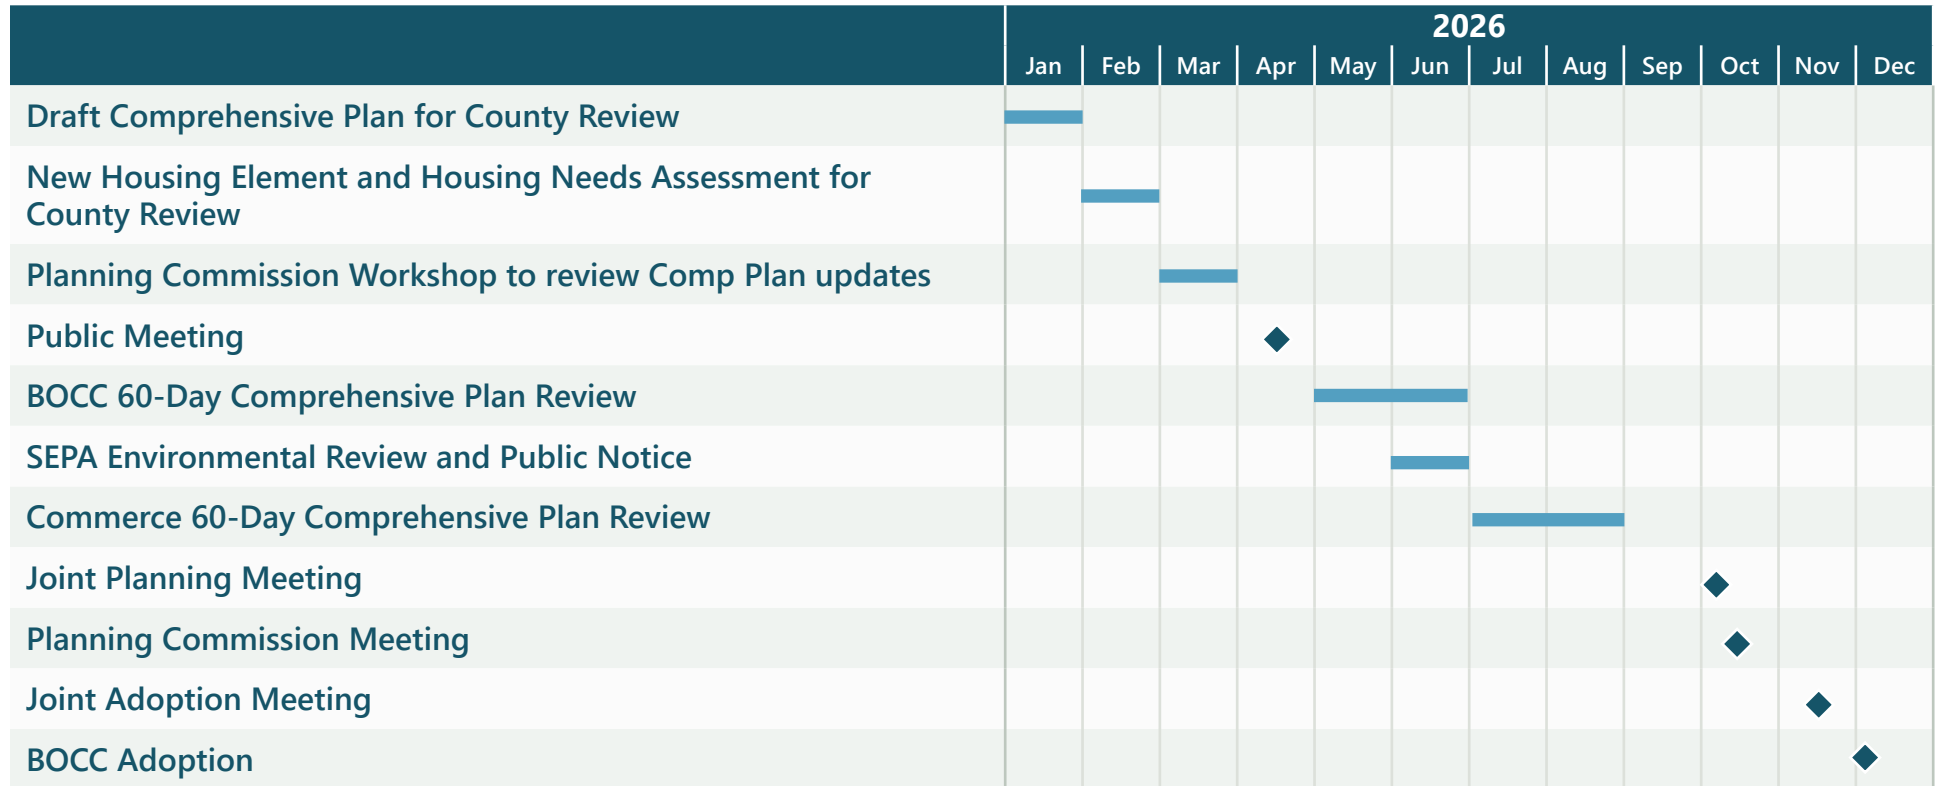 2026
Jan Feb Mar Apr May Jun Jul Aug Sep Oct Nov Dec
Draft Comprehensive Plan for County Review
New Housing Element and Housing Needs Assessment for
County Review
Planning Commission Workshop to review Comp Plan updates
Public Meeting
BOCC 60-Day Comprehensive Plan Review
SEPA Environmental Review and Public Notice
Commerce 60-Day Comprehensive Plan Review
Joint Planning Meeting
Planning Commission Meeting
Joint Adoption Meeting
BOCC Adoption